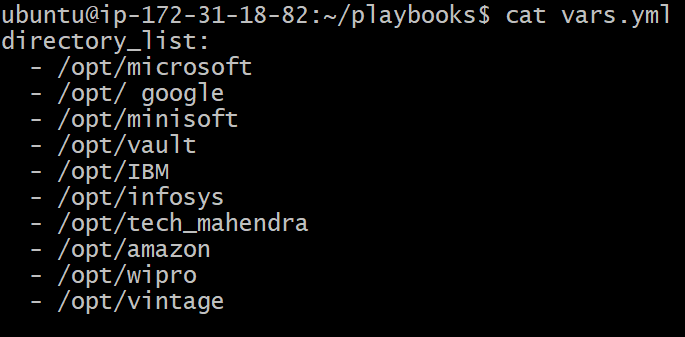 ubuntu@ip-172-31-18-82:~/playbooks$ cat vars.yml
directory_list:
  - /opt/microsoft
  - /opt/ google
  - /opt/minisoft
  - /opt/vault
  - /opt/IBM
  - /opt/infosys
  - /opt/tech_mahendra
  - /opt/amazon
  - /opt/wipro
  - /opt/vintage